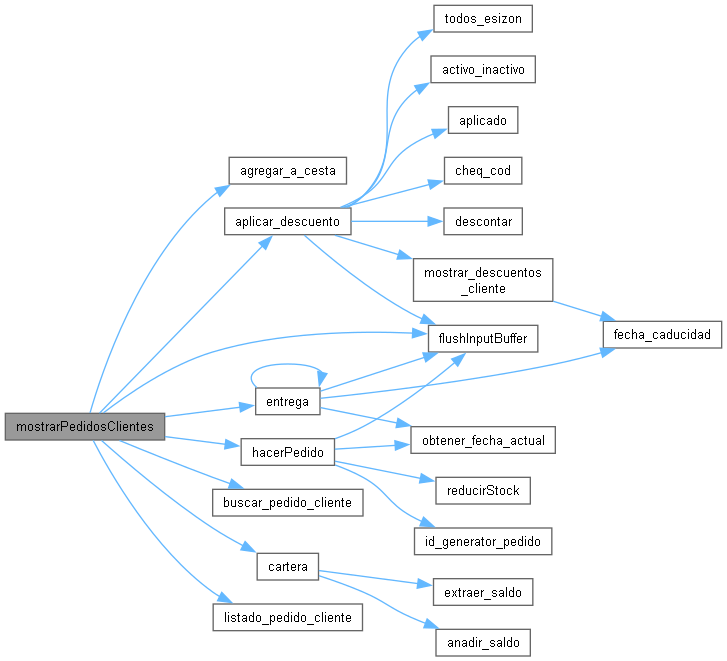 todos_esizon
activo_inactivo
aplicado
agregar_a_cesta
cheq_cod
aplicar_descuento
descontar
mostrar_descuentos
_cliente
flushInputBuffer
fecha_caducidad
entrega
mostrarPedidosClientes
obtener_fecha_actual
hacerPedido
reducirStock
buscar_pedido_cliente
id_generator_pedido
cartera
extraer_saldo
listado_pedido_cliente
anadir_saldo